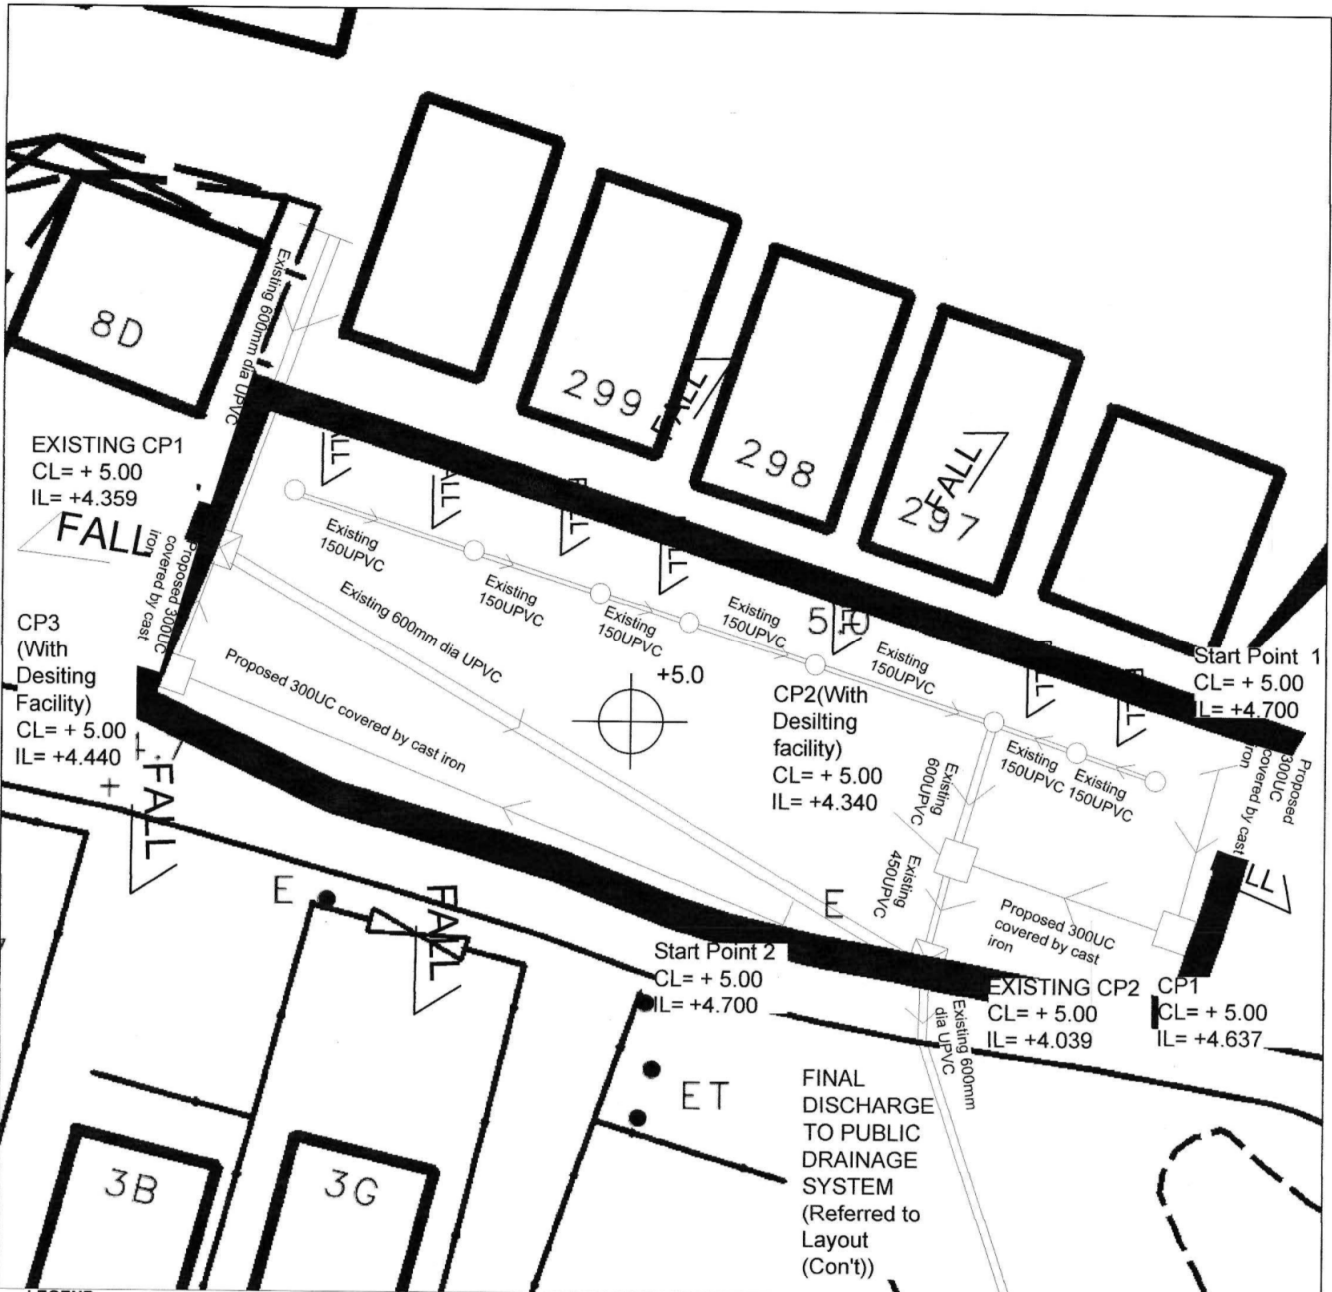 8D
Existing 600mm dia UPVC
299
298
297
FALL
FALL
EXISTING CP1
CL= + 5.00
IL= +4.359
FALL
Proposed 300UC
covered by cast
iron
Existing
150UPVC
Existing
150UPVC
Existing
150UPVC
Existing
150UPVC
Existing
150UPVC
Existing
150UPVC
Existing
150UPVC
Existing 600mm dia UPVC
Proposed 300UC covered by cast iron
+5.0
5.0
CP2(With
Desilting
facility)
CL= + 5.00
IL= +4.340
Start Point 1
CL= + 5.00
IL= +4.700
Proposed
300UC
covered by cast
iron
CP3
(With
Desiting
Facility)
CL= + 5.00
IL= +4.440
FALL
Existing
600UPVC
Existing
450UPVC
Proposed 300UC
covered by cast
iron
E
FALL
E
Start Point 2
CL= + 5.00
IL= +4.700
EXISTING CP2
CL= + 5.00
IL= +4.039
CP1
CL= + 5.00
IL= +4.637
Existing 600mm
dia UPVC
ET
FINAL
DISCHARGE
TO PUBLIC
DRAINAGE
SYSTEM
(Referred to
Layout
(Con't))
3B
3G